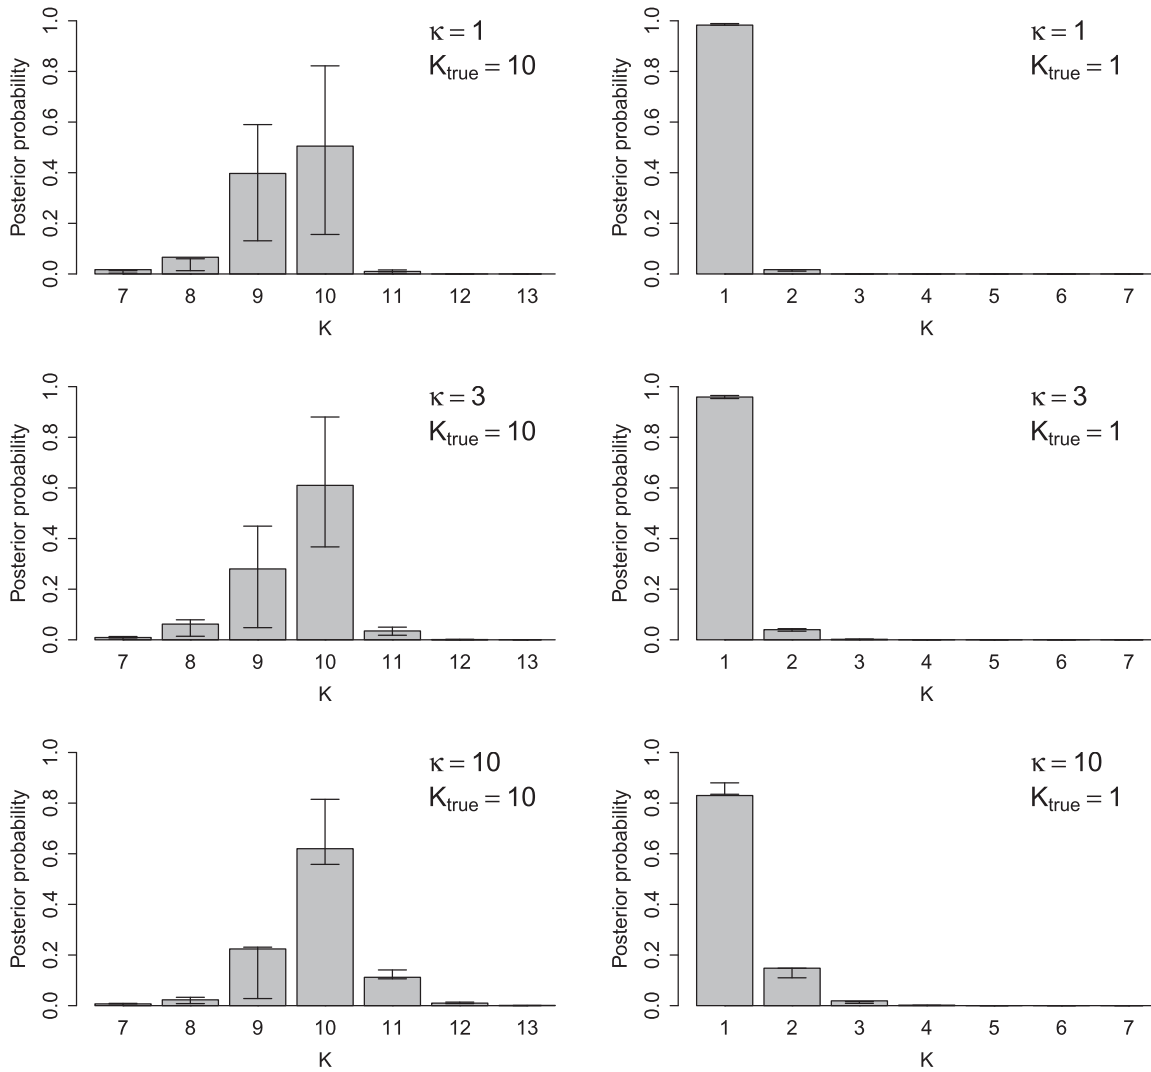 κ = 1
K_true = 10
Posterior probability
0.0 0.2 0.4 0.6 0.8 1.0
7 8 9 10 11 12 13
K
κ = 1
K_true = 1
Posterior probability
0.0 0.2 0.4 0.6 0.8 1.0
1 2 3 4 5 6 7
K
κ = 3
K_true = 10
Posterior probability
0.0 0.2 0.4 0.6 0.8 1.0
7 8 9 10 11 12 13
K
κ = 3
K_true = 1
Posterior probability
0.0 0.2 0.4 0.6 0.8 1.0
1 2 3 4 5 6 7
K
κ = 10
K_true = 10
Posterior probability
0.0 0.2 0.4 0.6 0.8 1.0
7 8 9 10 11 12 13
K
κ = 10
K_true = 1
Posterior probability
0.0 0.2 0.4 0.6 0.8 1.0
1 2 3 4 5 6 7
K